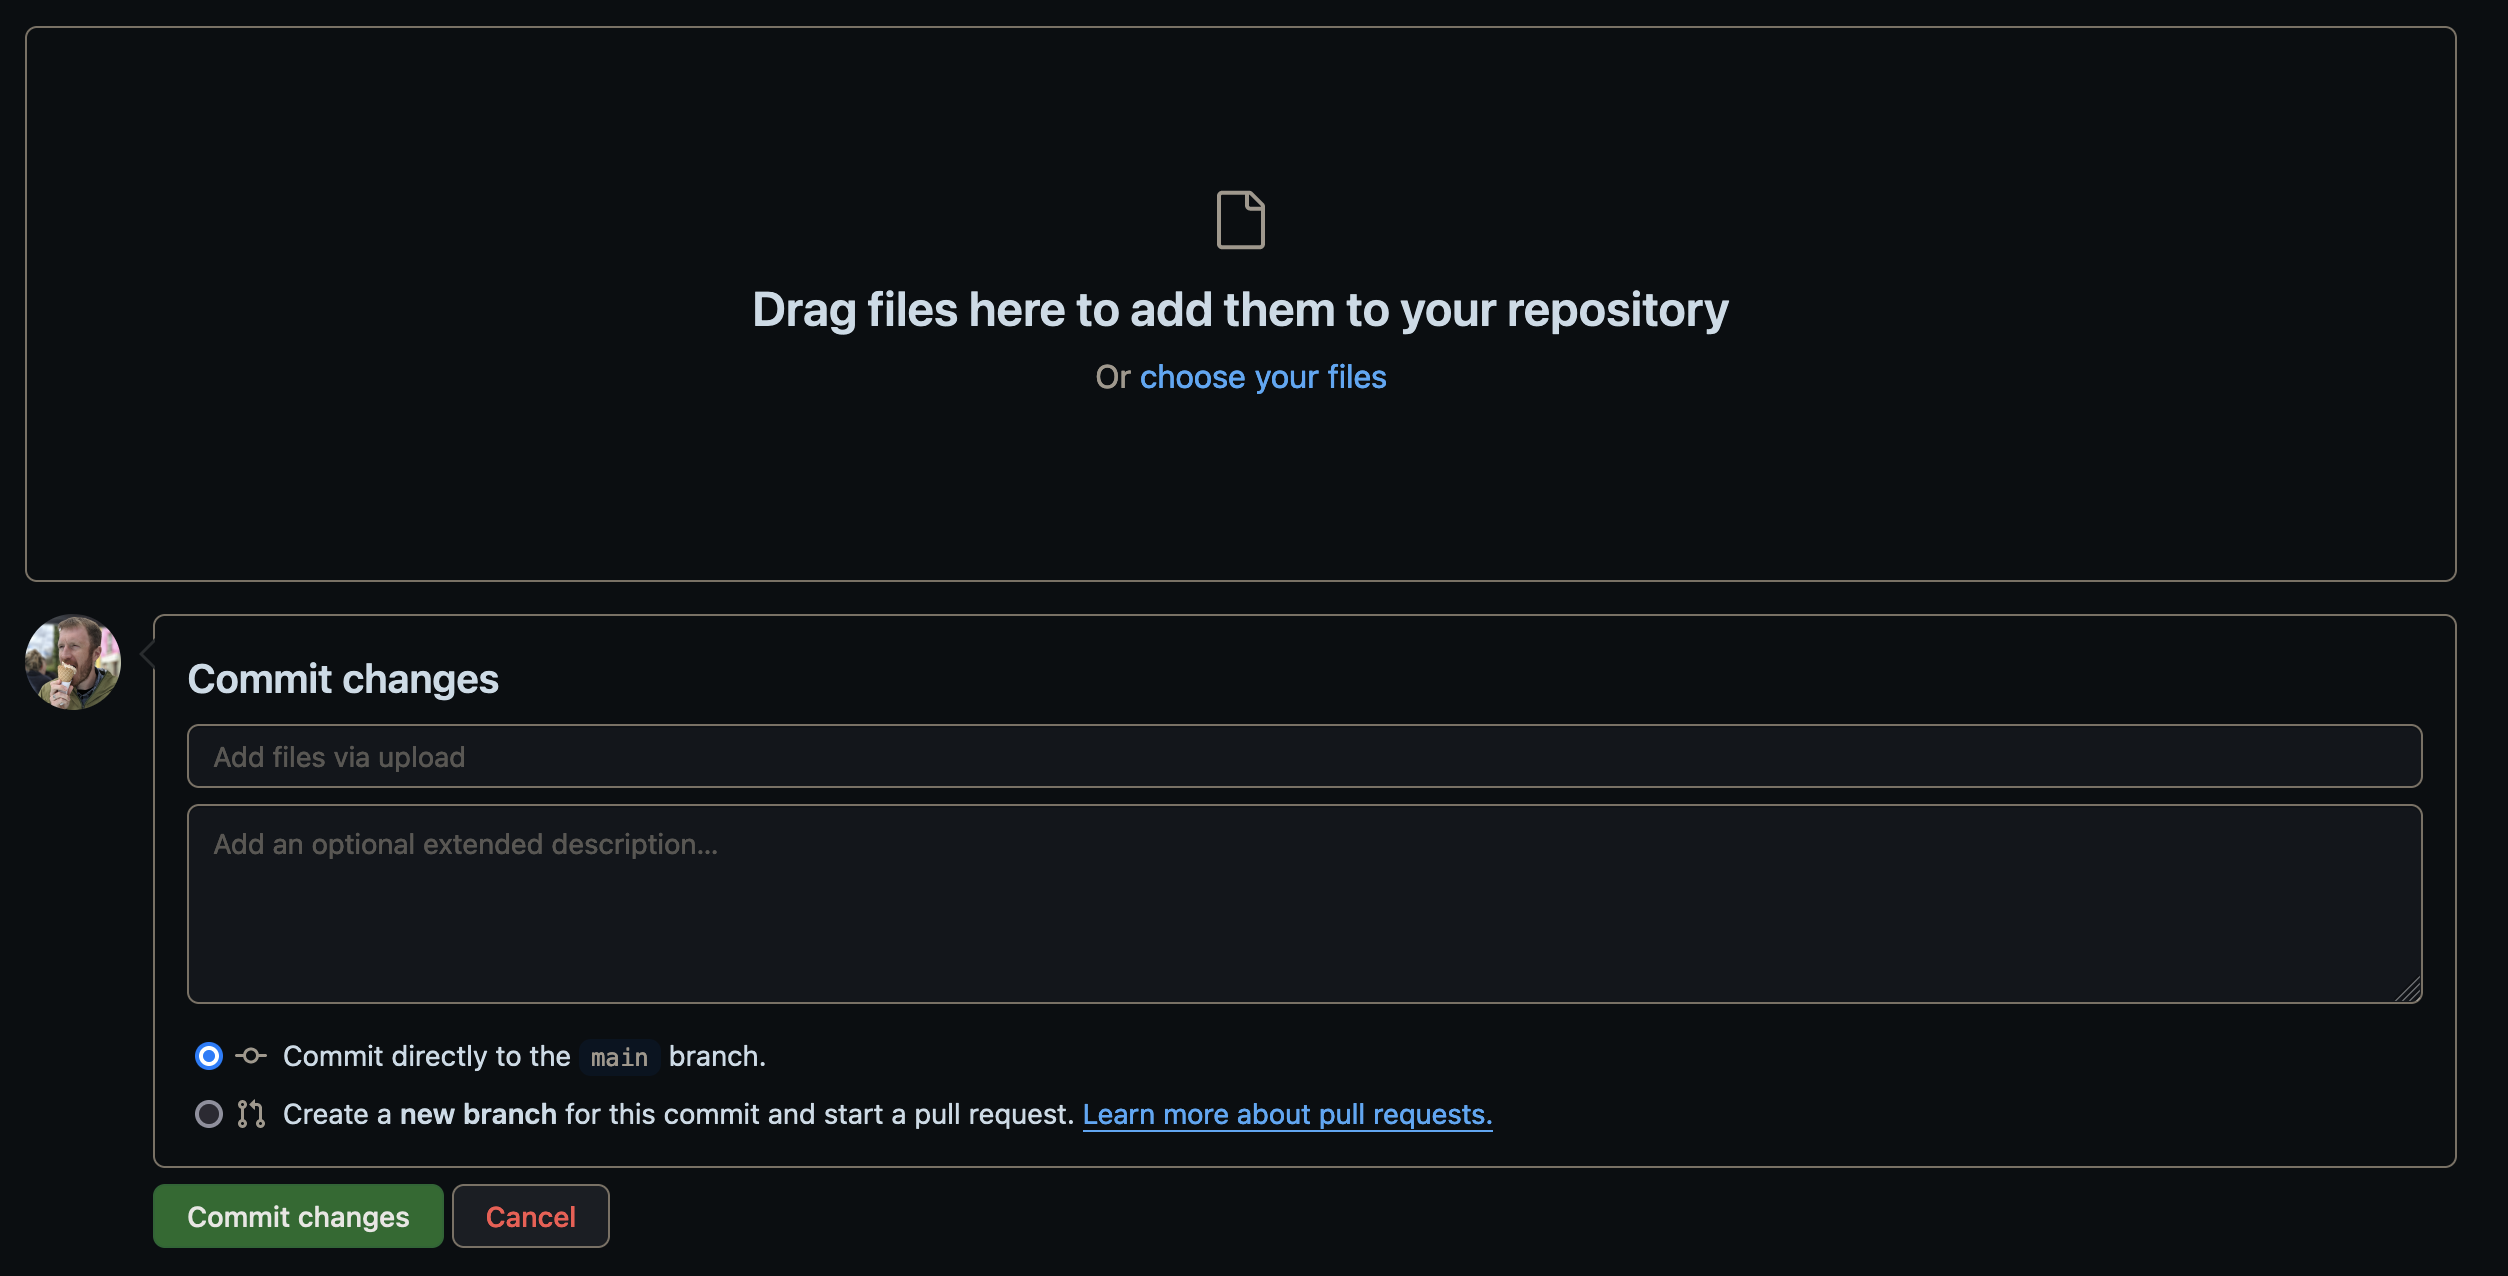 Drag files here to add them to your repository
Or choose your files
Commit changes
Add files via upload
Add an optional extended description...
Commit directly to the main branch.
Create a new branch for this commit and start a pull request. Learn more about pull requests.
Commit changes Cancel